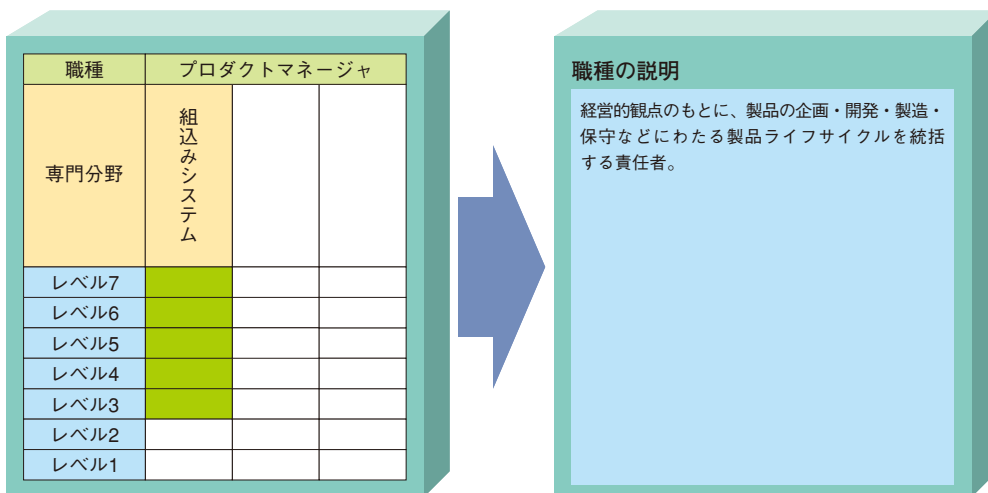 職種 プロダクトマネージャ
専門分野 組込みシステム
レベル7
レベル6
レベル5
レベル4
レベル3
レベル2
レベル1
職種の説明
経営的観点のもとに、製品の企画・開発・製造・
保守などにわたる製品ライフサイクルを統括
する責任者。